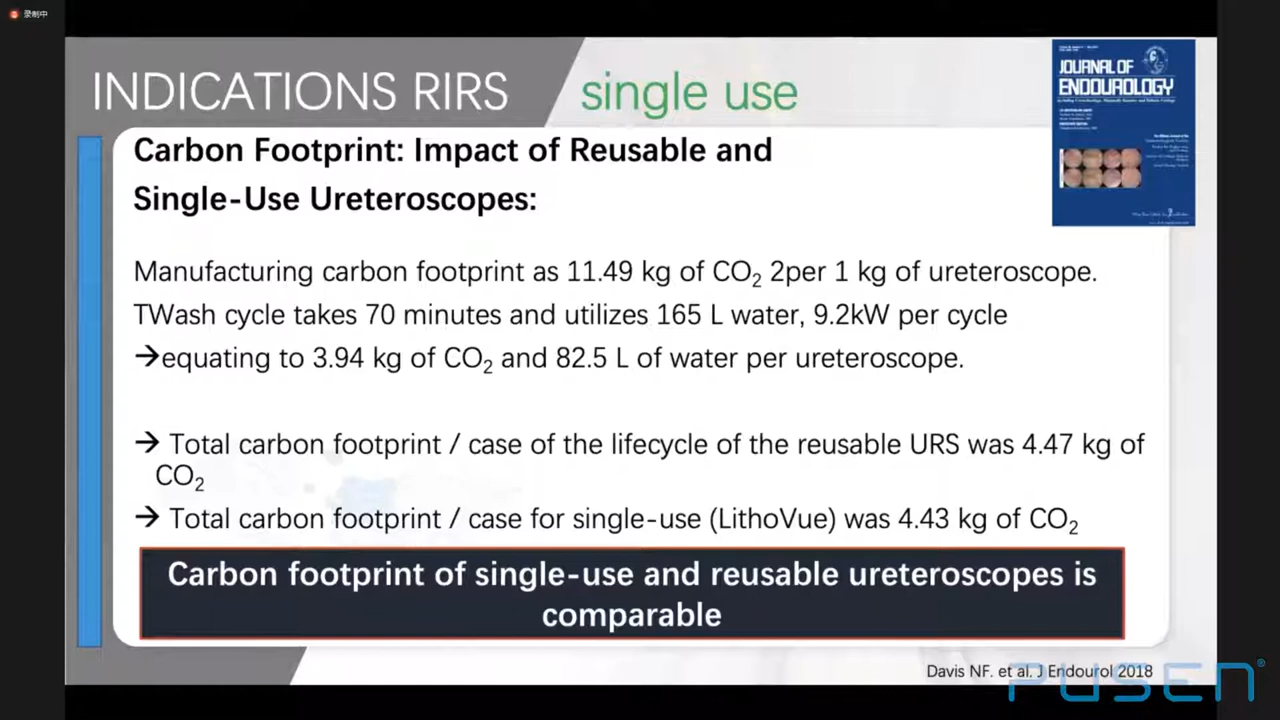 录制中
INDICATIONS RIRS single use
JOURNAL OF
ENDOUROLOGY
Carbon Footprint: Impact of Reusable and
Single-Use Ureteroscopes:
Manufacturing carbon footprint as 11.49 kg of CO₂ 2per 1 kg of ureteroscope.
TWash cycle takes 70 minutes and utilizes 165 L water, 9.2kW per cycle
→equating to 3.94 kg of CO₂ and 82.5 L of water per ureteroscope.
→ Total carbon footprint / case of the lifecycle of the reusable URS was 4.47 kg of
CO₂
→ Total carbon footprint / case for single-use (LithoVue) was 4.43 kg of CO₂
Carbon footprint of single-use and reusable ureteroscopes is
comparable
Davis NF. et al. J Endourol 2018
PUSEN®